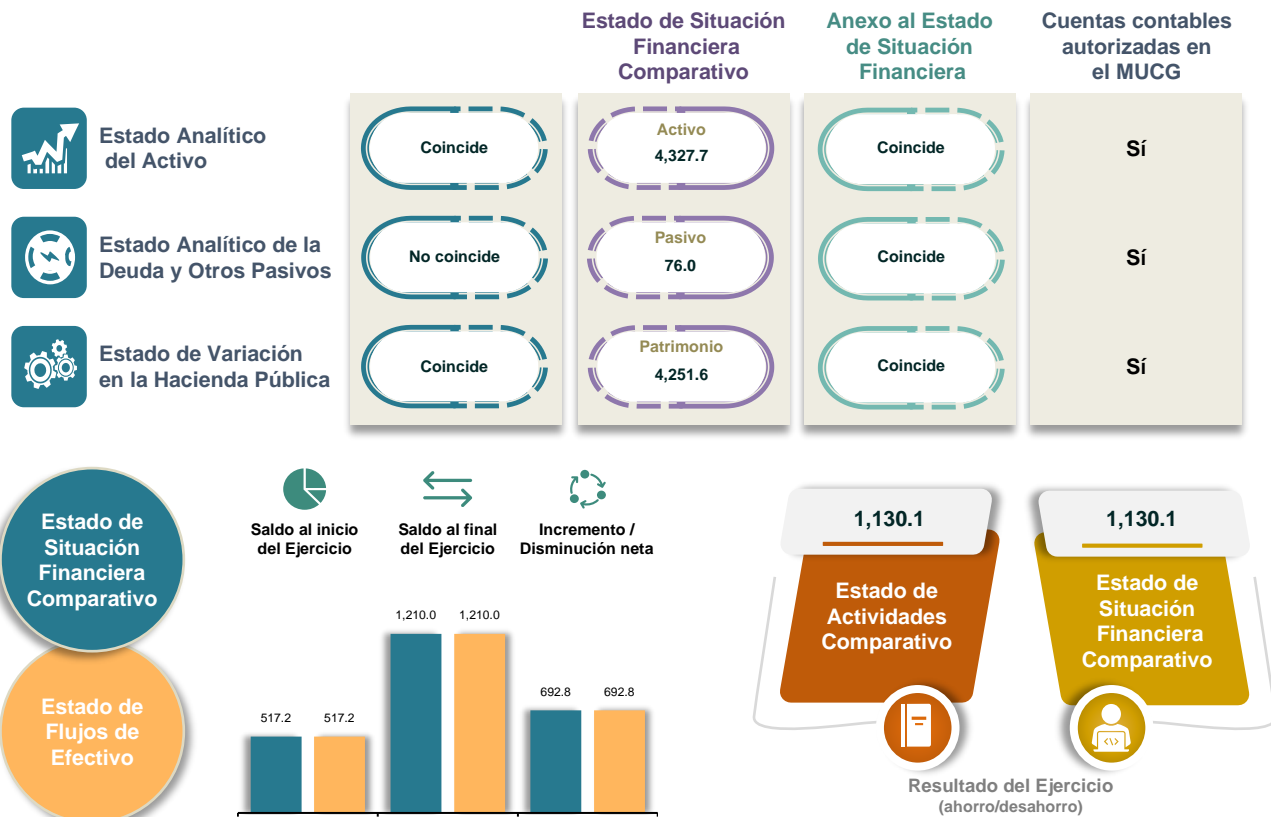 Estado de Situación
Financiera
Comparativo
Anexo al Estado
de Situación
Financiera
Cuentas contables
autorizadas en
el MUCG
Estado Analítico
del Activo
Coincide
Activo
4,327.7
Coincide
Sí
Estado Analítico de la
Deuda y Otros Pasivos
No coincide
Pasivo
76.0
Coincide
Sí
Estado de Variación
en la Hacienda Pública
Coincide
Patrimonio
4,251.6
Coincide
Sí
Estado de
Situación
Financiera
Comparativo
Estado de
Flujos de
Efectivo
Saldo al inicio
del Ejercicio
Saldo al final
del Ejercicio
Incremento /
Disminución neta
517.2
517.2
1,210.0
1,210.0
692.8
692.8
1,130.1
Estado de
Actividades
Comparativo
1,130.1
Estado de
Situación
Financiera
Comparativo
Resultado del Ejercicio
(ahorro/desahorro)